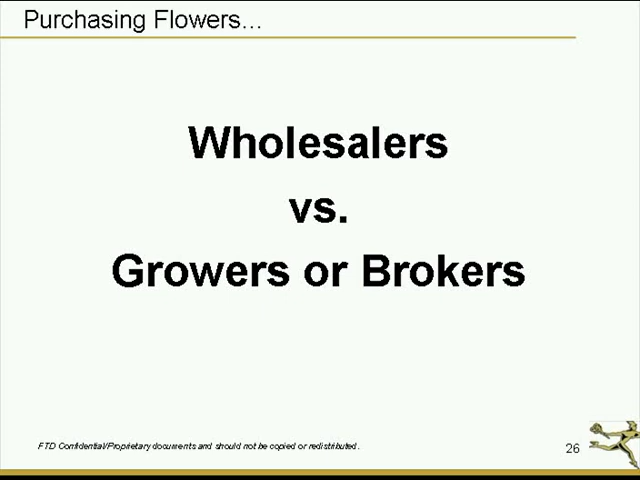 Purchasing Flowers...
Wholesalers
vs.
Growers or Brokers
FTD Confidential/Proprietary documents and should not be copied or redistributed.
26